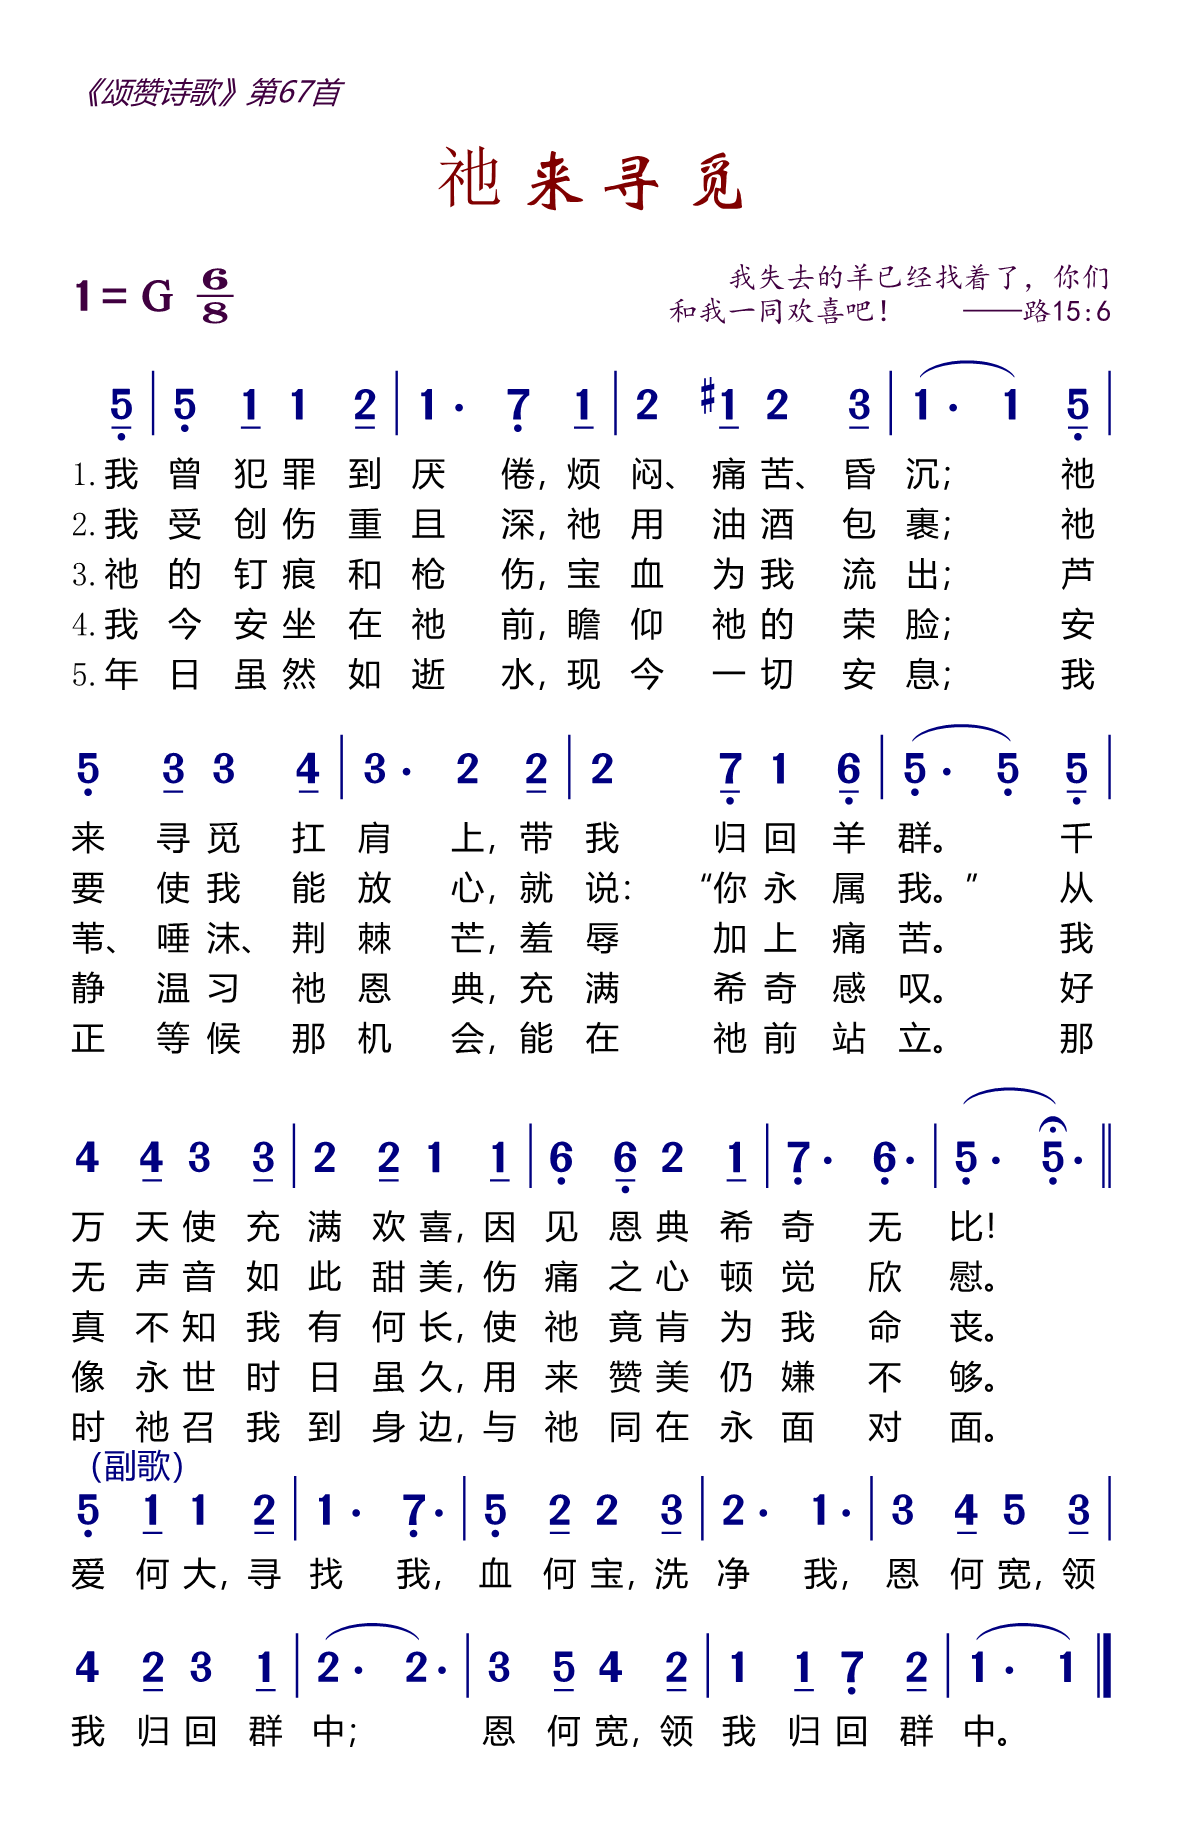 《颂赞诗歌》第67首
祂来寻觅
1=G 6/8
我失去的羊已经找着了，你们
和我一同欢喜吧！ ——路15:6
5 | 5 1 1 2 | 1· 7 1 | 2 #1 2 3 | 1· 1 5 |
1.我曾犯罪到厌倦，烦闷、痛苦、昏沉；祂
2.我受创伤重且深，祂用油酒包裹；祂
3.祂的钉痕和枪伤，宝血为我流出；芦
4.我今安坐在祂前，瞻仰祂的荣脸；安
5.年日虽然如逝水，现今一切安息；我
5 3 3 4 | 3· 2 2 | 2 7 1 6 | 5· 5 5 |
来寻觅扛肩上，带我归回羊群。千
要使我能放心，就说：“你永属我。”从
苇、唾沫、荆棘芒，羞辱加上痛苦。我
静温习祂恩典，充满希奇感叹。好
正等候那机会，能在祂前站立。那
4 4 3 3 | 2 2 1 1 | 6 6 2 1 | 7· 6· | 5· 5· ‖
万天使充满欢喜，因见恩典希奇无比！
无声音如此甜美，伤痛之心顿觉欣慰。
真不知我有何长，使祂竟肯为我命丧。
像永世时日虽久，用来赞美仍嫌不够。
时祂召我到身边，与祂同在永面对面。
（副歌）
5 1 1 2 | 1· 7· | 5 2 2 3 | 2· 1· | 3 4 5 3 |
爱何大，寻找我，血何宝，洗净我，恩何宽，领
4 2 3 1 | 2· 2· | 3 5 4 2 | 1 1 7 2 | 1· 1 ‖
我归回群中；恩何宽，领我归回群中。